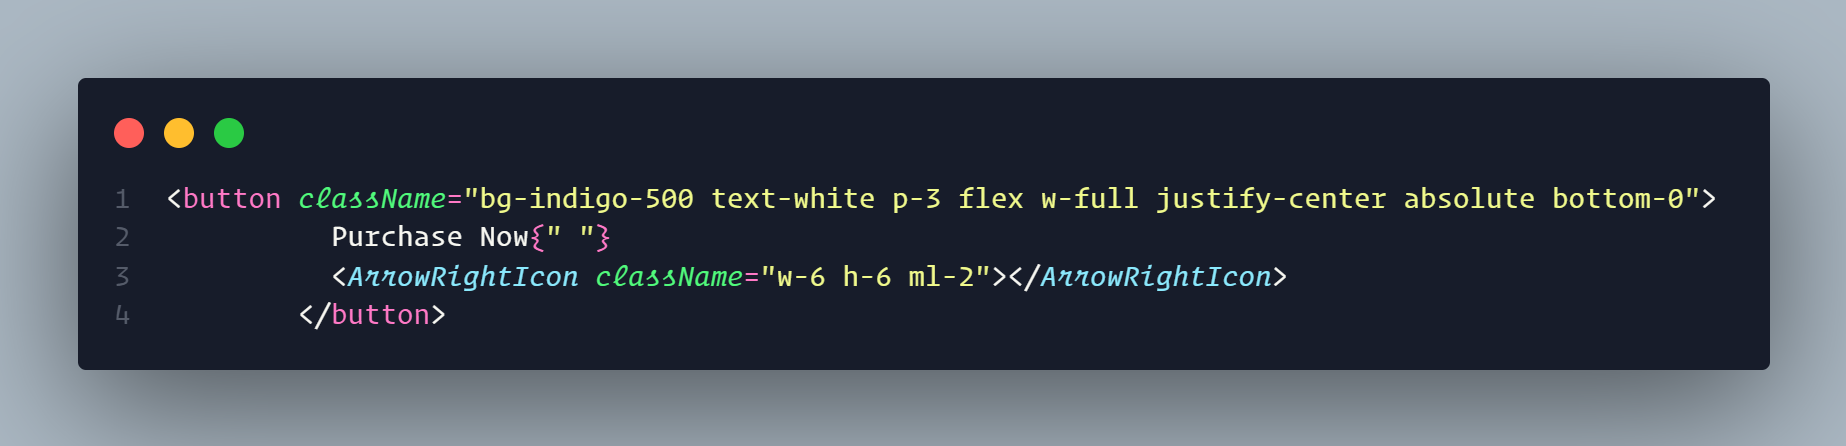 1 <button className="bg-indigo-500 text-white p-3 flex w-full justify-center absolute bottom-0">
2 Purchase Now{" "}
3 <ArrowRightIcon className="w-6 h-6 ml-2"></ArrowRightIcon>
4 </button>